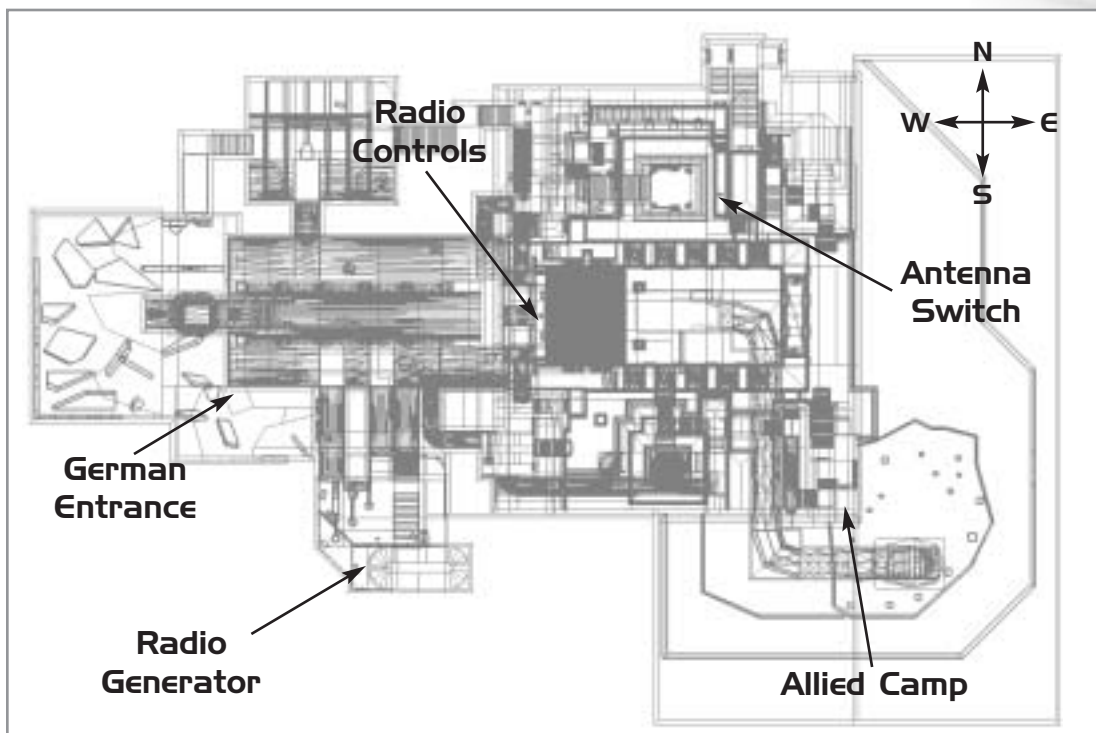 N
W E
S
Radio
Controls
Antenna
Switch
German
Entrance
Radio
Generator
Allied Camp